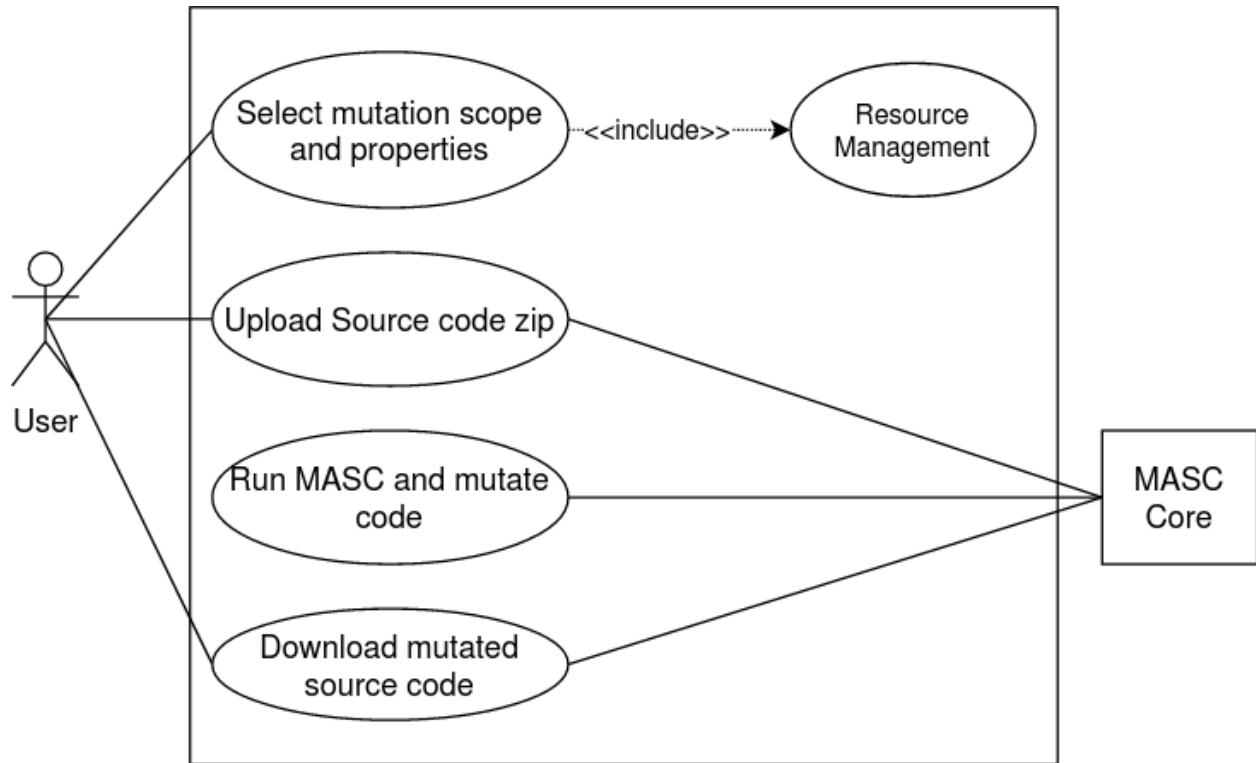 Select mutation scope
and properties
<<include>>
Resource
Management
Upload Source code zip
User
Run MASC and mutate
code
MASC
Core
Download mutated
source code